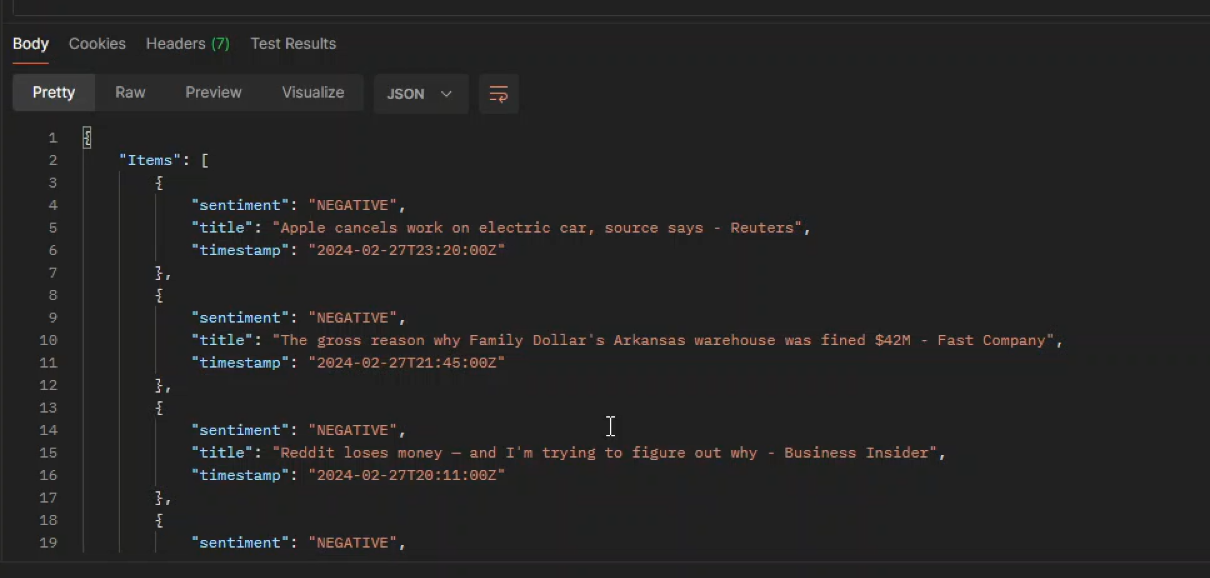 Body Cookies Headers (7) Test Results
Pretty Raw Preview Visualize JSON
1 {
2 "Items": [
3 {
4 "sentiment": "NEGATIVE",
5 "title": "Apple cancels work on electric car, source says - Reuters",
6 "timestamp": "2024-02-27T23:20:00Z"
7 },
8 {
9 "sentiment": "NEGATIVE",
10 "title": "The gross reason why Family Dollar's Arkansas warehouse was fined $42M - Fast Company",
11 "timestamp": "2024-02-27T21:45:00Z"
12 },
13 {
14 "sentiment": "NEGATIVE",
15 "title": "Reddit loses money — and I'm trying to figure out why - Business Insider",
16 "timestamp": "2024-02-27T20:11:00Z"
17 },
18 {
19 "sentiment": "NEGATIVE",